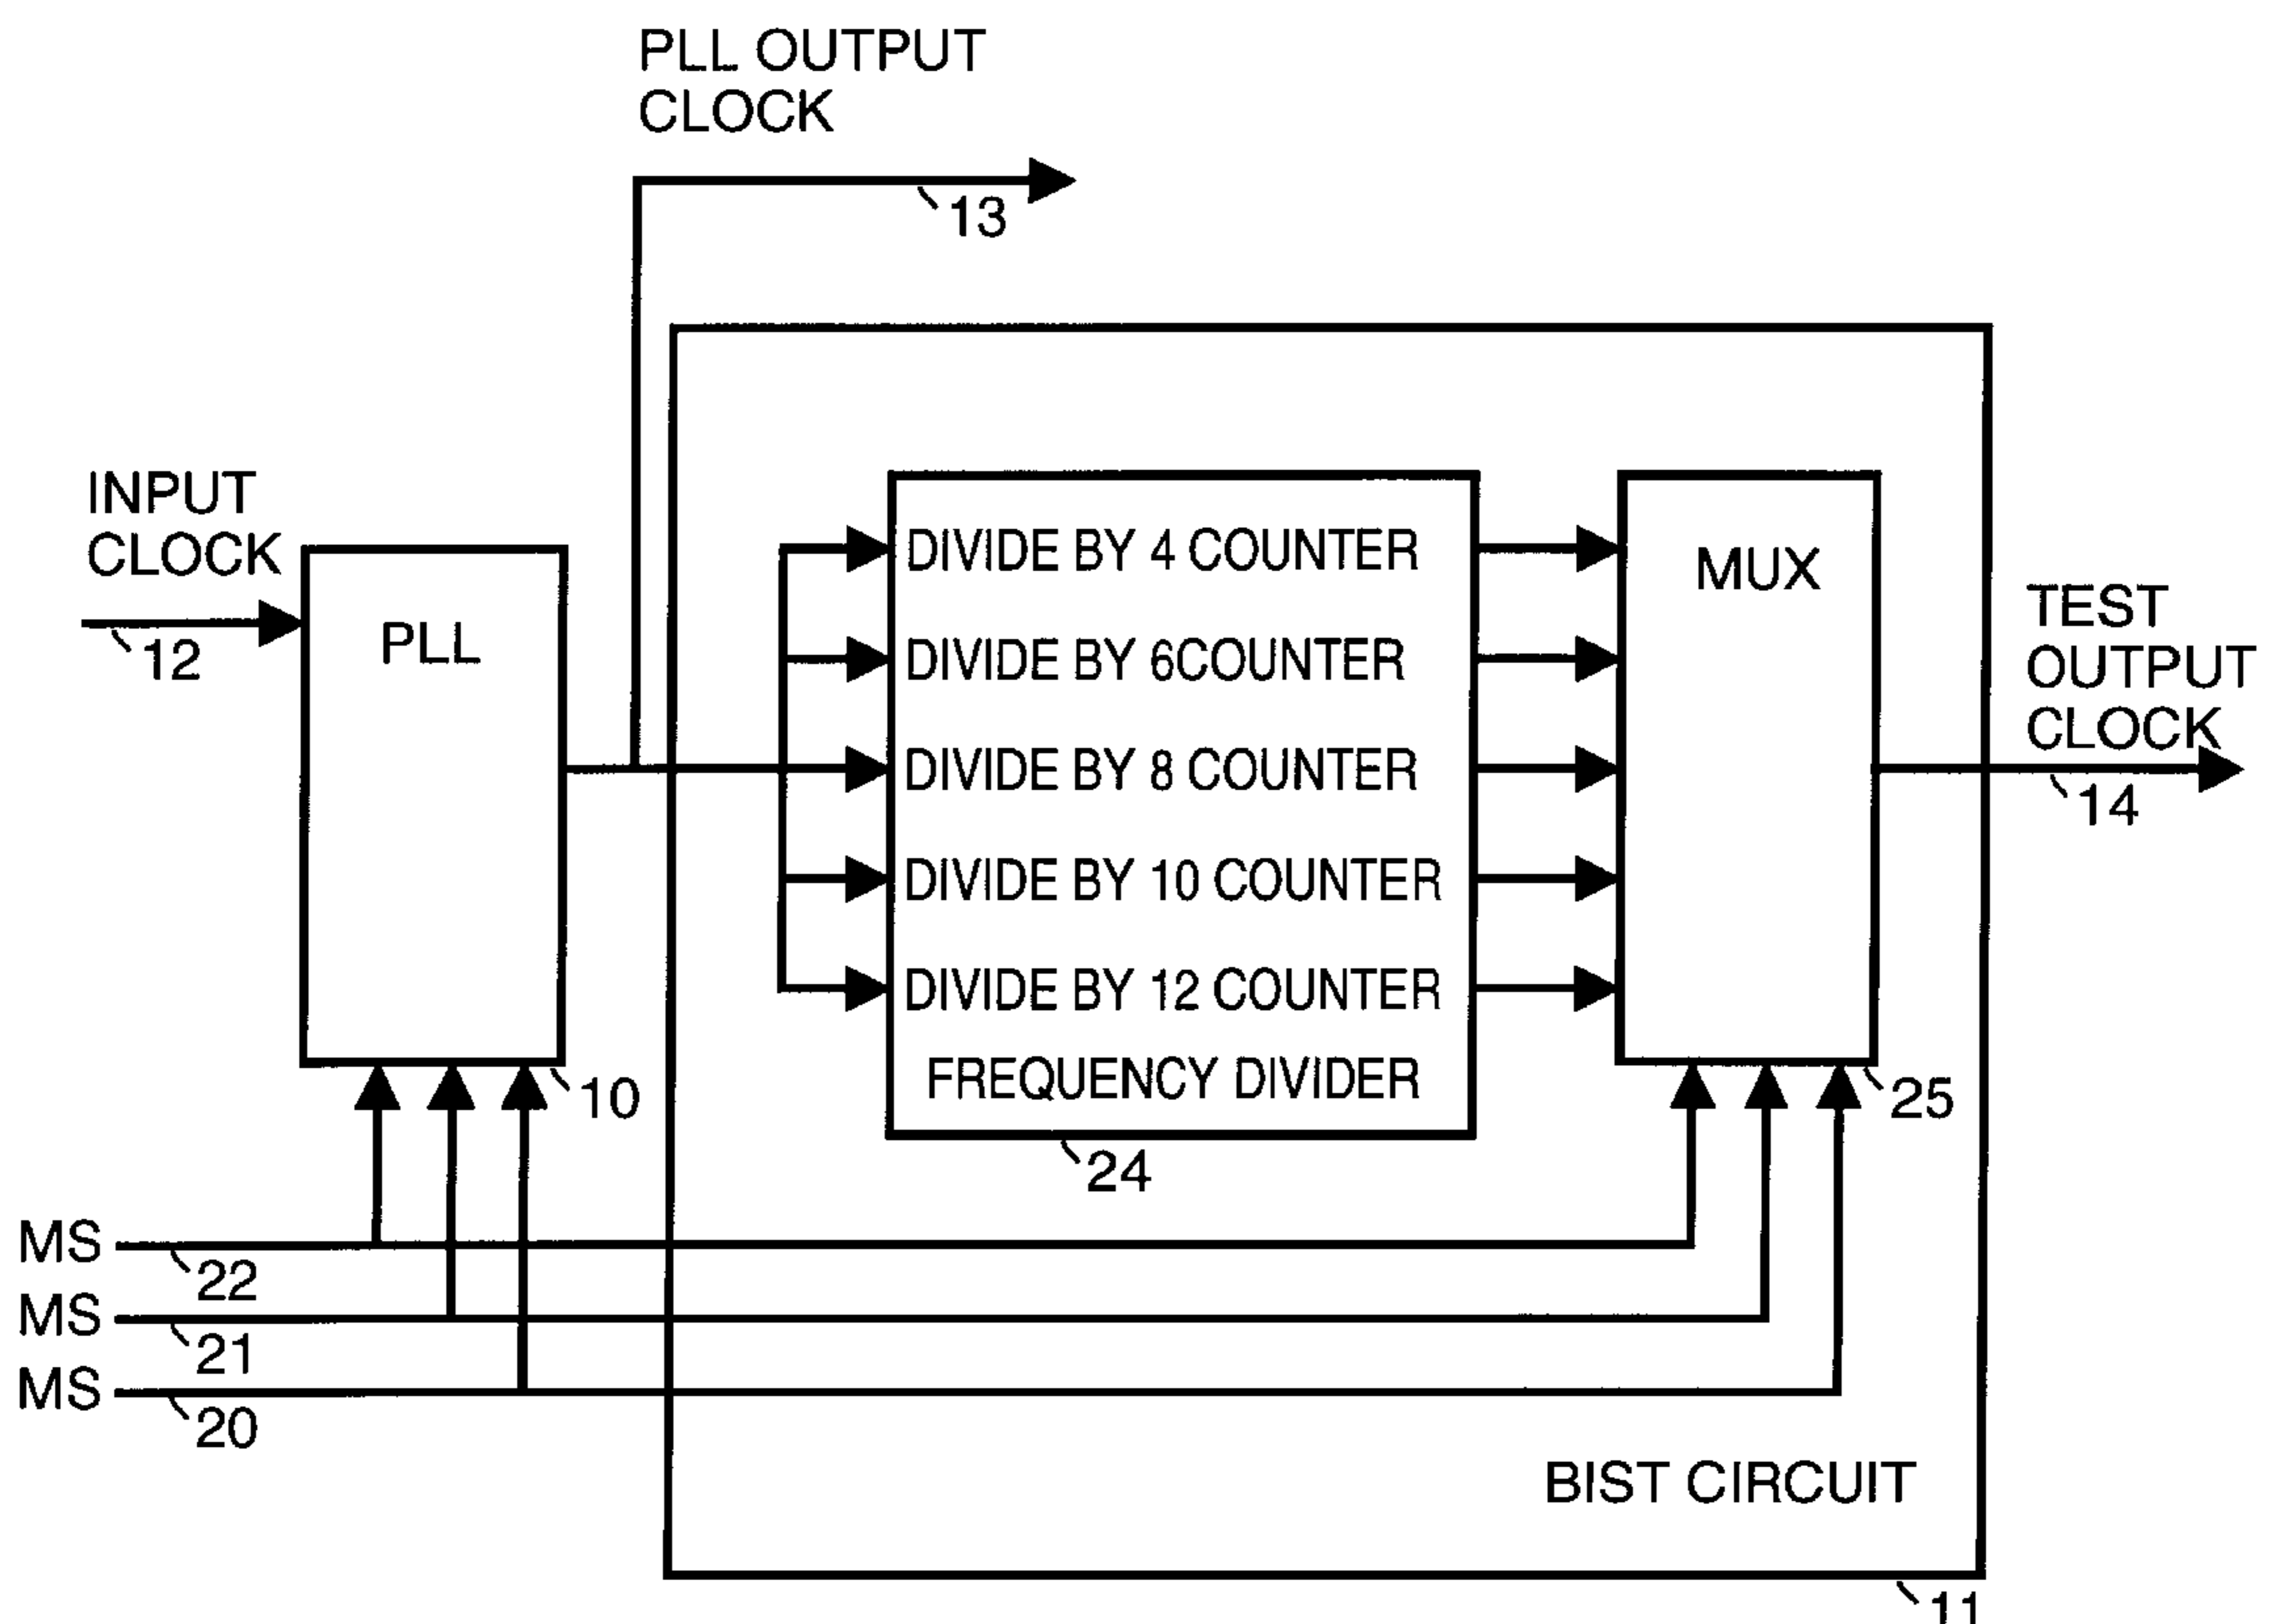 PLL OUTPUT
CLOCK
13
INPUT
CLOCK
12
PLL
10
DIVIDE BY 4 COUNTER
DIVIDE BY 6COUNTER
DIVIDE BY 8 COUNTER
DIVIDE BY 10 COUNTER
DIVIDE BY 12 COUNTER
FREQUENCY DIVIDER
24
MUX
25
TEST
OUTPUT
CLOCK
14
MS
22
MS
21
MS
20
BIST CIRCUIT
11